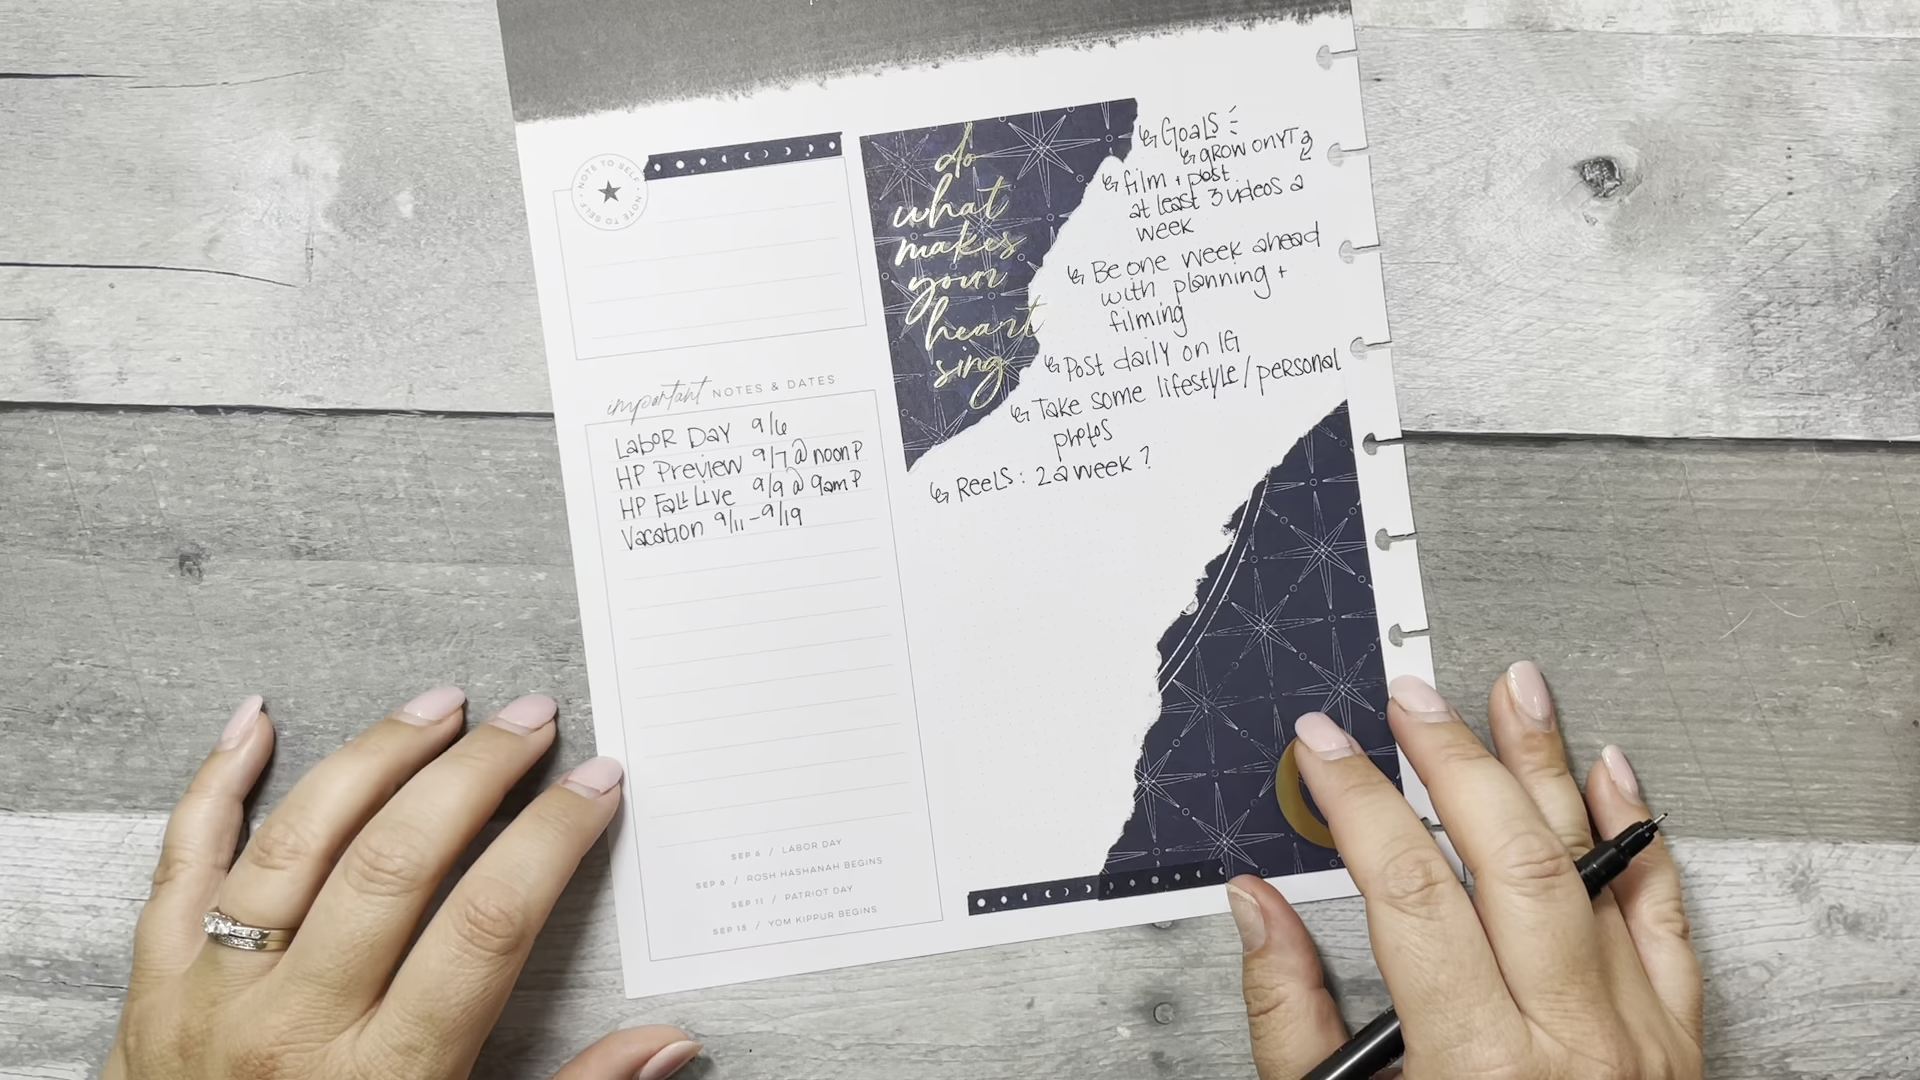 NOTE TO SELF · NOTE TO SELF ·
important NOTES & DATES
Labor Day 9/6
HP Preview 9/7 @ noon P
HP Fall Live 9/9 @ 9am P
Vacation 9/11-9/19
SEP 6 / LABOR DAY
SEP 6 / ROSH HASHANAH BEGINS
SEP 11 / PATRIOT DAY
SEP 15 / YOM KIPPUR BEGINS
do
what
makes
your
heart
sing
Goals
grow on YT
film + post
at least 3 videos a
week
Be one week ahead
with planning +
filming
Post daily on IG
Take some lifestyle/personal
photos
Reels: 2 a week?